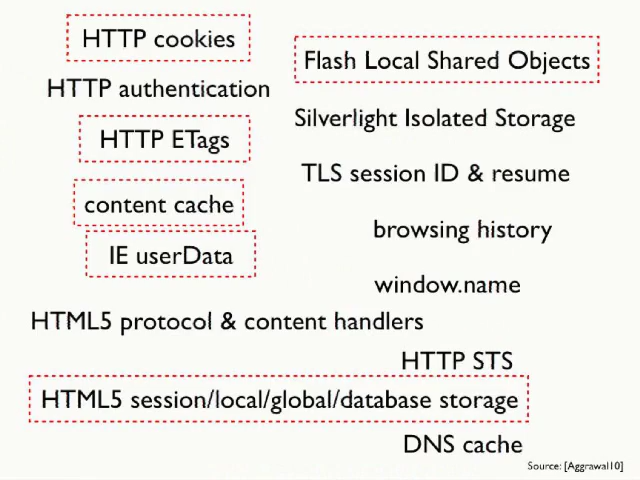 HTTP cookies
Flash Local Shared Objects
HTTP authentication
Silverlight Isolated Storage
HTTP ETags
TLS session ID & resume
content cache
browsing history
IE userData
window.name
HTML5 protocol & content handlers
HTTP STS
HTML5 session/local/global/database storage
DNS cache
Source: [Aggrawal10]